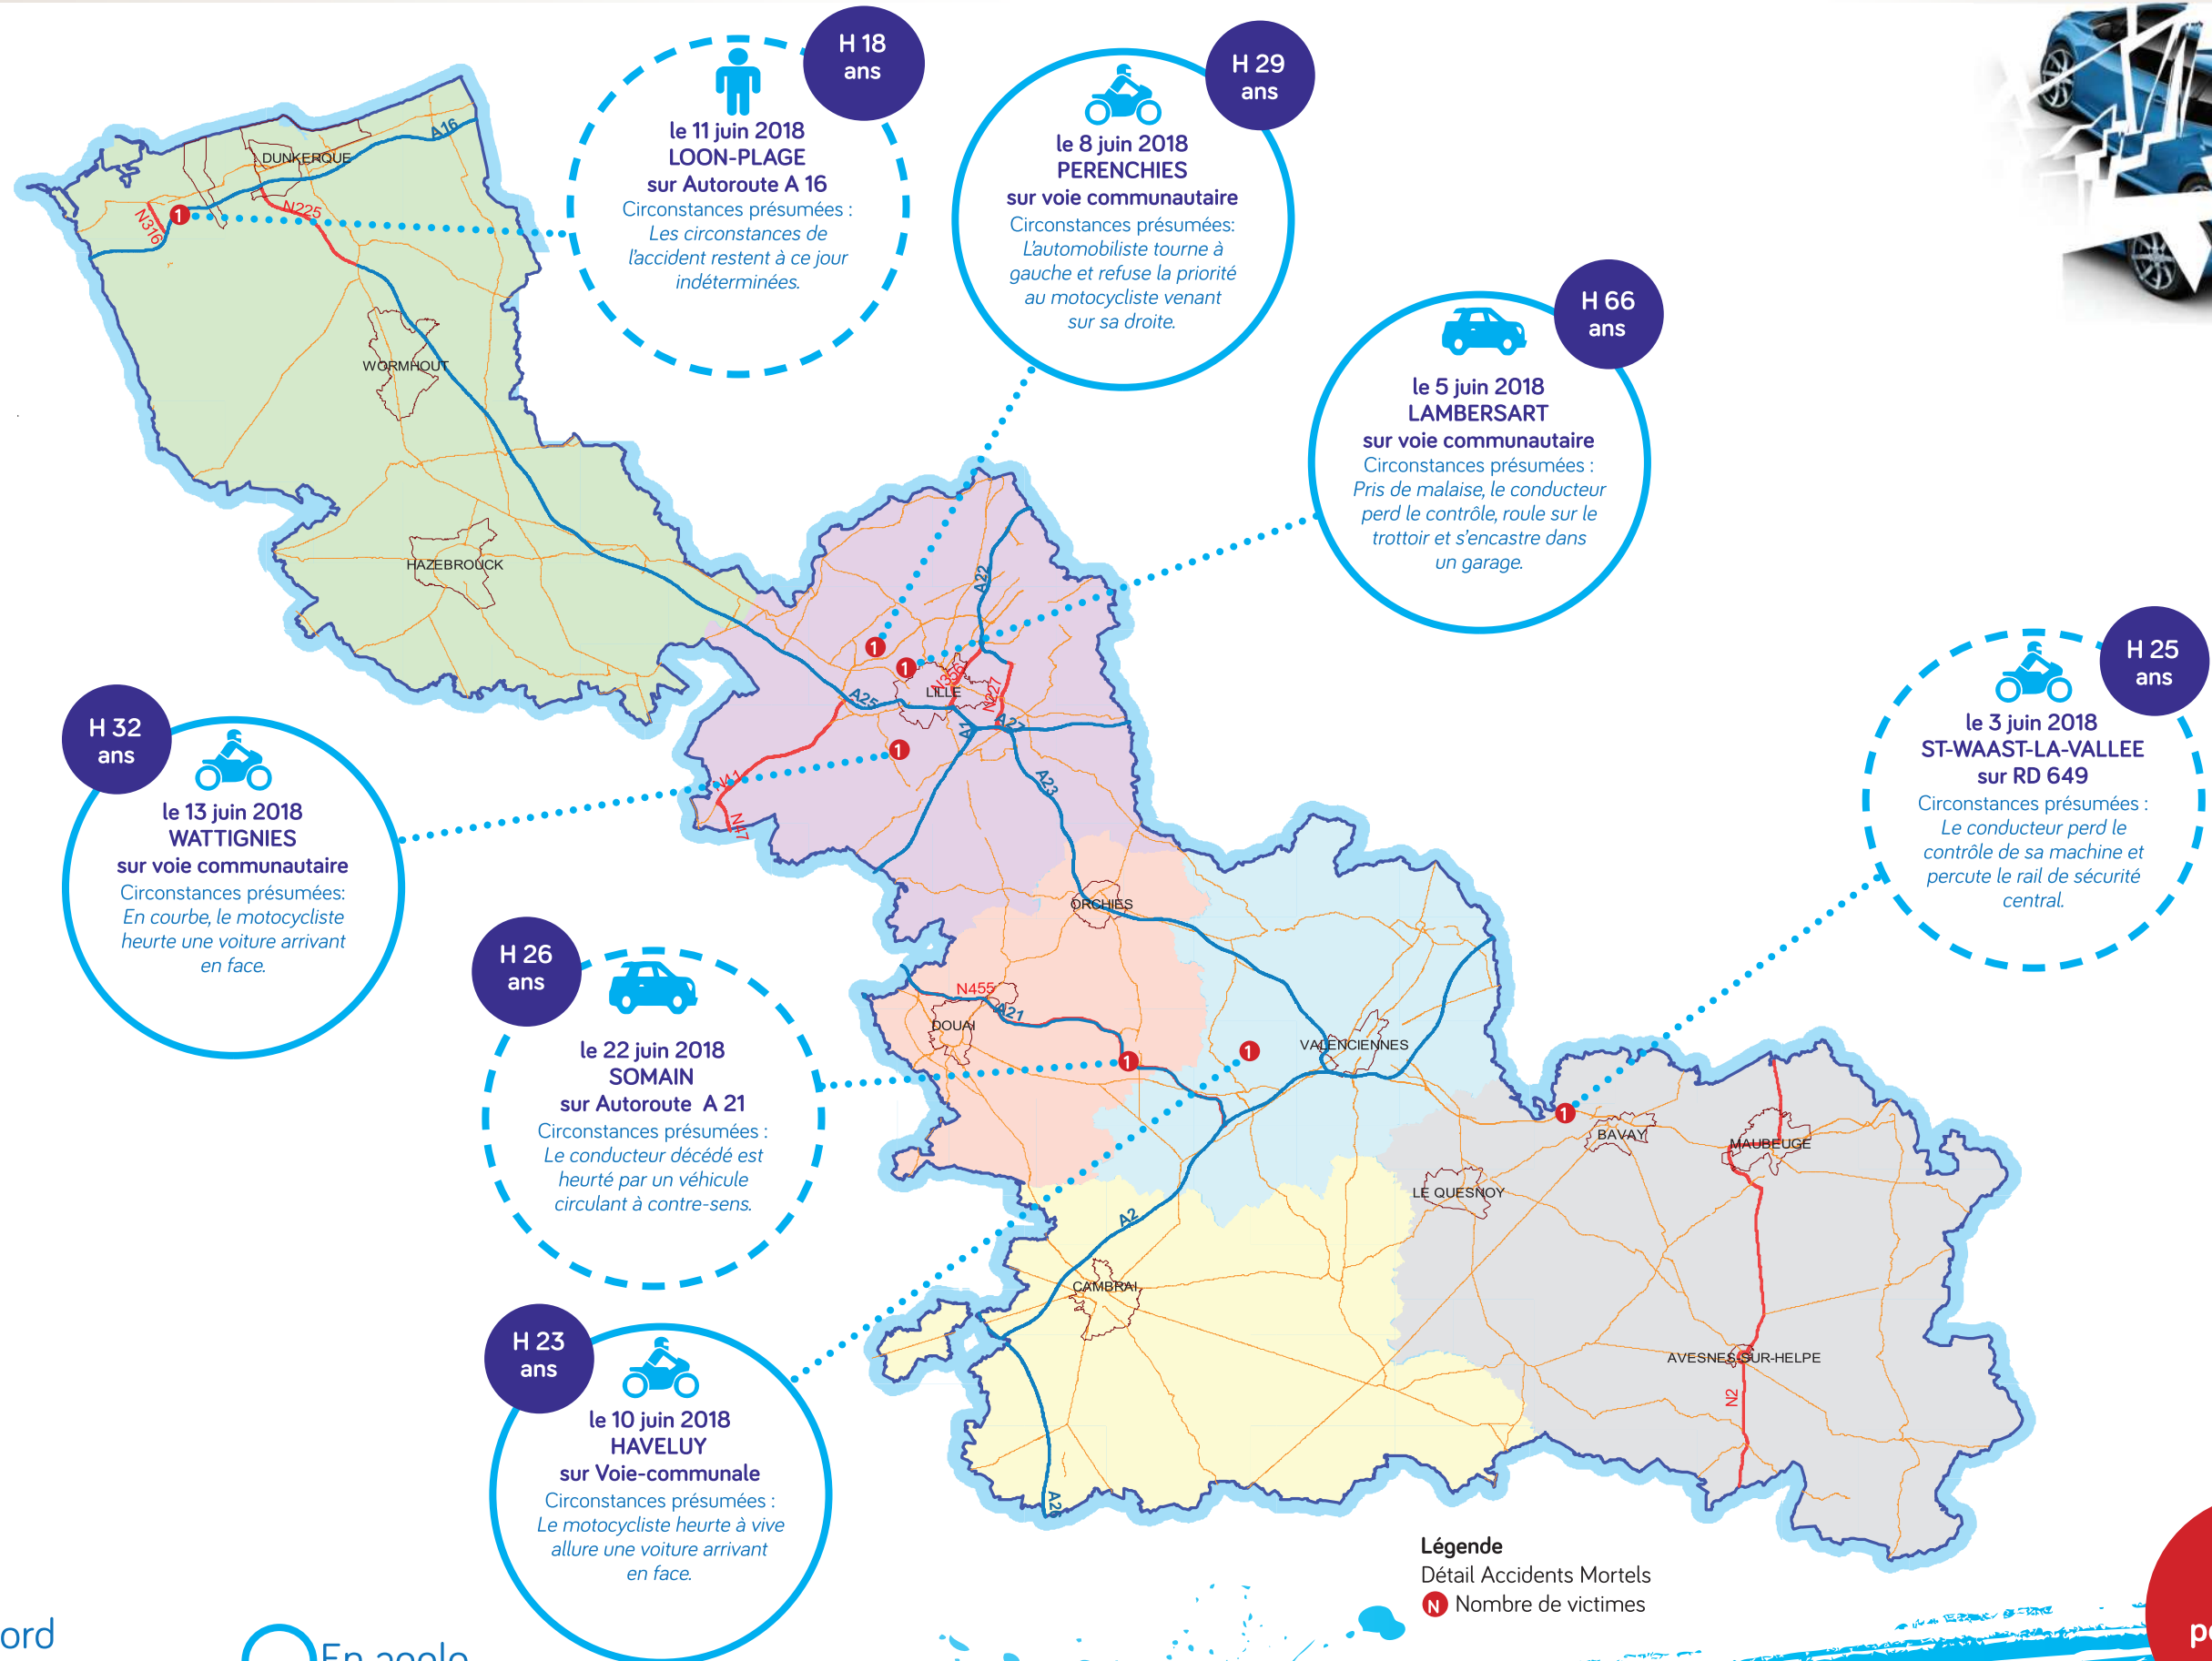 H 18
ans
le 11 juin 2018
LOON-PLAGE
sur Autoroute A 16
Circonstances présumées :
Les circonstances de
l'accident restent à ce jour
indéterminées.
H 29
ans
le 8 juin 2018
PERENCHIES
sur voie communautaire
Circonstances présumées:
L'automobiliste tourne à
gauche et refuse la priorité
au motocycliste venant
sur sa droite.
H 66
ans
le 5 juin 2018
LAMBERSART
sur voie communautaire
Circonstances présumées :
Pris de malaise, le conducteur
perd le contrôle, roule sur le
trottoir et s'encastre dans
un garage.
H 25
ans
le 3 juin 2018
ST-WAAST-LA-VALLEE
sur RD 649
Circonstances présumées :
Le conducteur perd le
contrôle de sa machine et
percute le rail de sécurité
central.
H 32
ans
le 13 juin 2018
WATTIGNIES
sur voie communautaire
Circonstances présumées:
En courbe, le motocycliste
heurte une voiture arrivant
en face.
H 26
ans
le 22 juin 2018
SOMAIN
sur Autoroute A 21
Circonstances présumées :
Le conducteur décédé est
heurté par un véhicule
circulant à contre-sens.
H 23
ans
le 10 juin 2018
HAVELUY
sur Voie-communale
Circonstances présumées :
Le motocycliste heurte à vive
allure une voiture arrivant
en face.
A16
DUNKERQUE
N316
1
N225
WORMHOUT
HAZEBROUCK
A22
1
1
N356
LILLE
N227
A25
A1
A27
1
N41
N47
A23
ORCHIES
N455
A21
DOUAI
1
1
VALENCIENNES
1
BAVAY
MAUBEUGE
LE QUESNOY
A2
CAMBRAI
AVESNES-SUR-HELPE
N2
Légende
Détail Accidents Mortels
N Nombre de victimes
ord